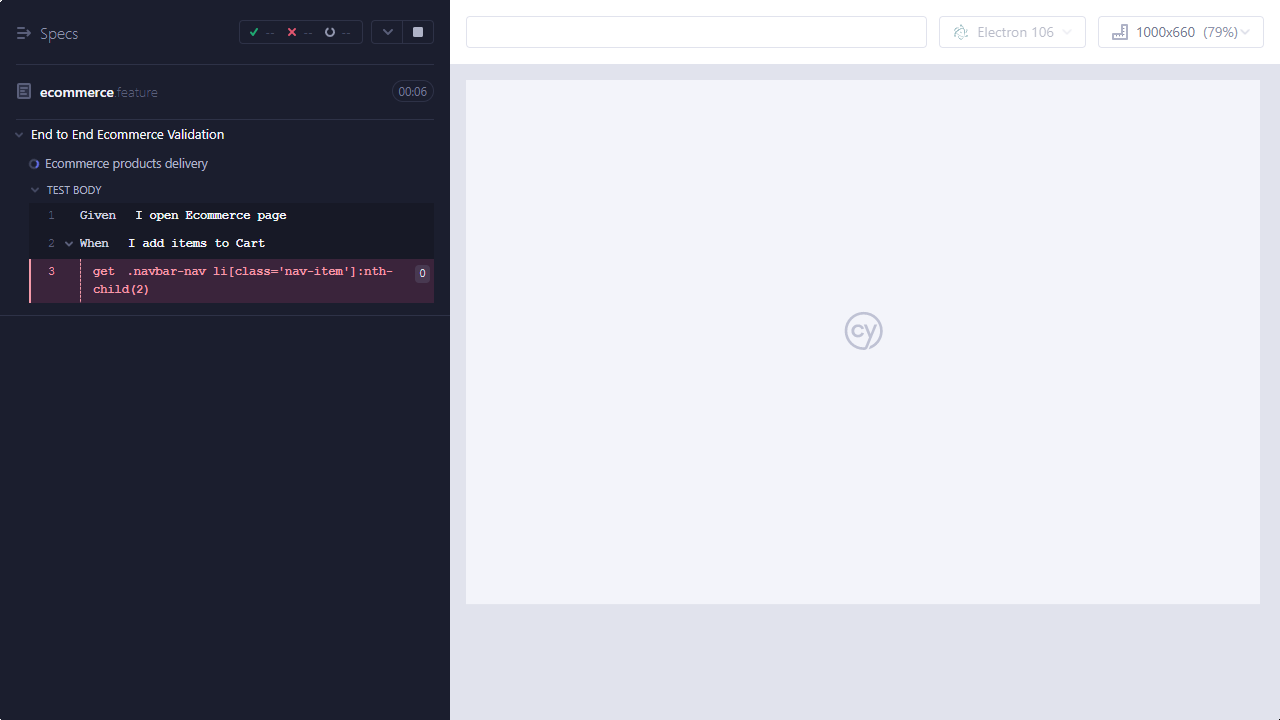 Specs
-- -- --
Electron 106
1000x660 (79%)
ecommerce.feature
00:06
End to End Ecommerce Validation
Ecommerce products delivery
TEST BODY
1 Given I open Ecommerce page
2 When I add items to Cart
3 get .navbar-nav li[class='nav-item']:nth-
child(2)
0
cy